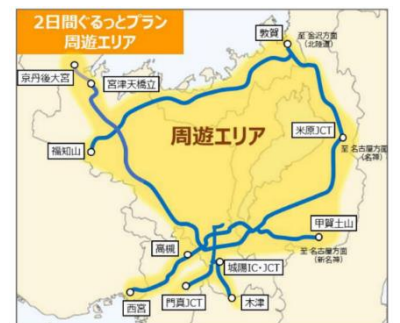 2日間ぐるっとプラン
周遊エリア
敦賀
至 金沢方面
(北陸道)
京丹後大宮
宮津天橋立
周遊エリア
米原JCT
福知山
至 名古屋方面
(名神)
甲賀土山
高槻
至 名古屋方面
(新名神)
城陽IC・JCT
西宮
門真JCT
木津